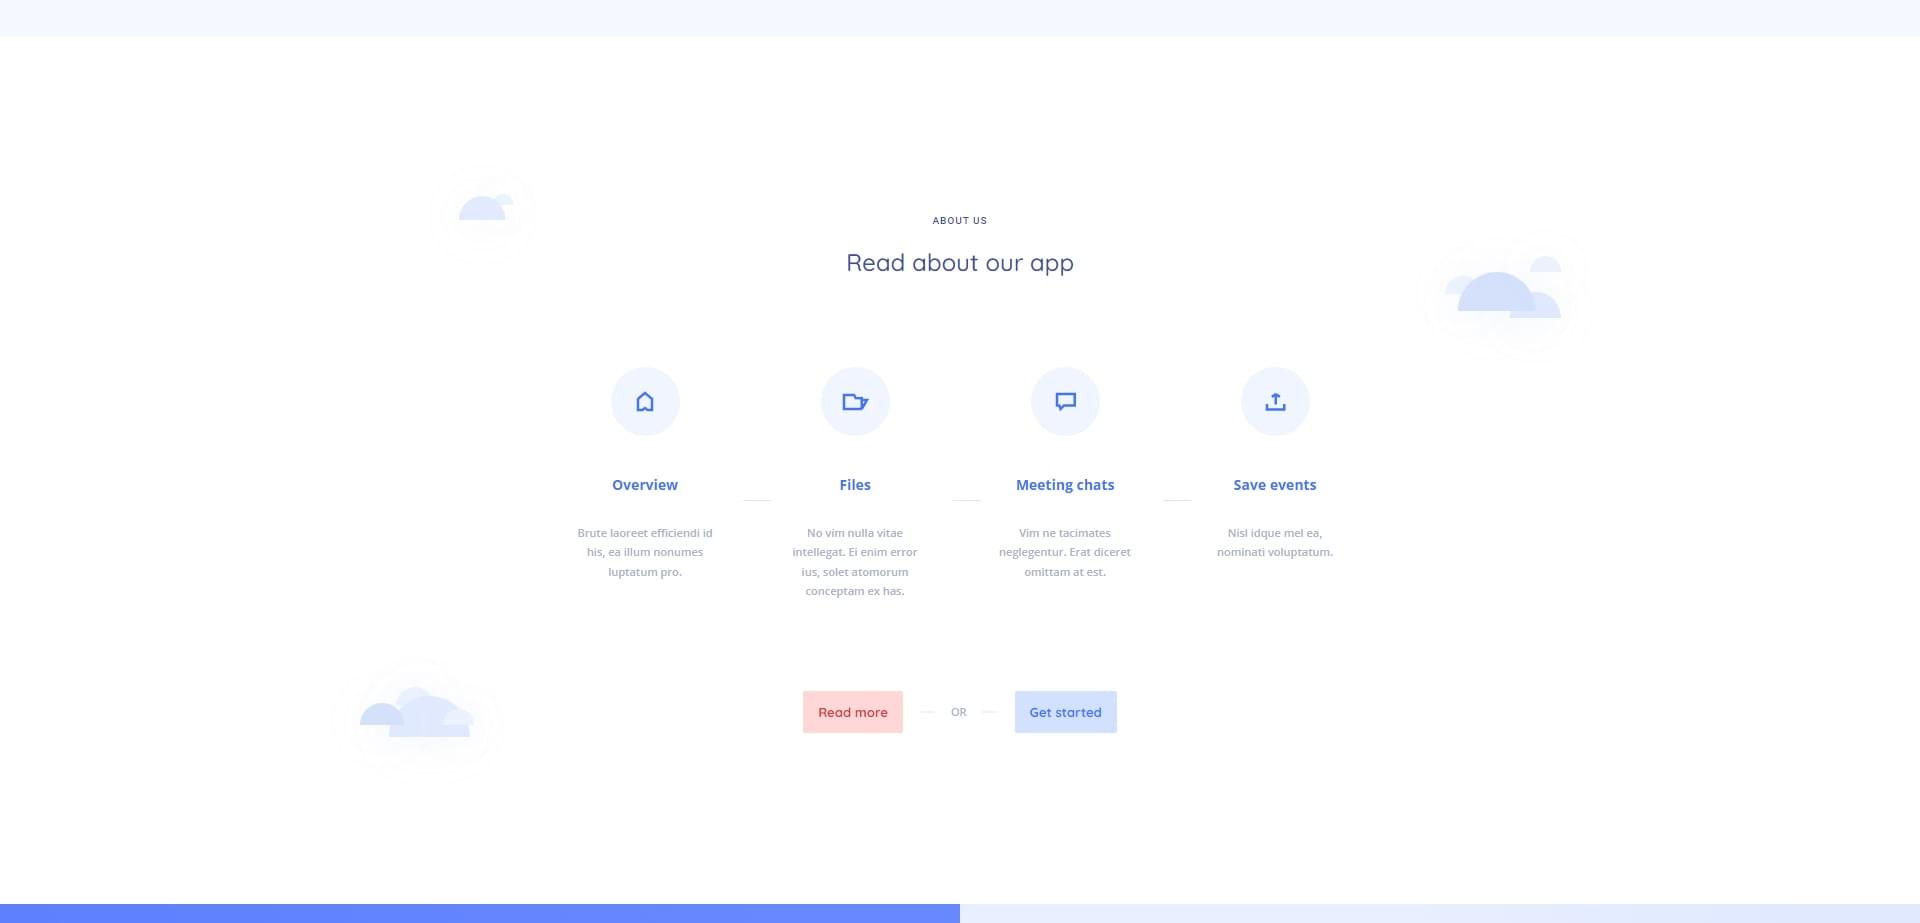 ABOUT US
Read about our app
Overview
Brute laoreet efficiendi id
his, ea illum nonumes
luptatum pro.
Files
No vim nulla vitae
intellegat. Ei enim error
ius, solet atomorum
conceptam ex has.
Meeting chats
Vim ne tacimates
neglegentur. Erat diceret
omittam at est.
Save events
Nisl idque mel ea,
nominati voluptatum.
Read more
OR
Get started